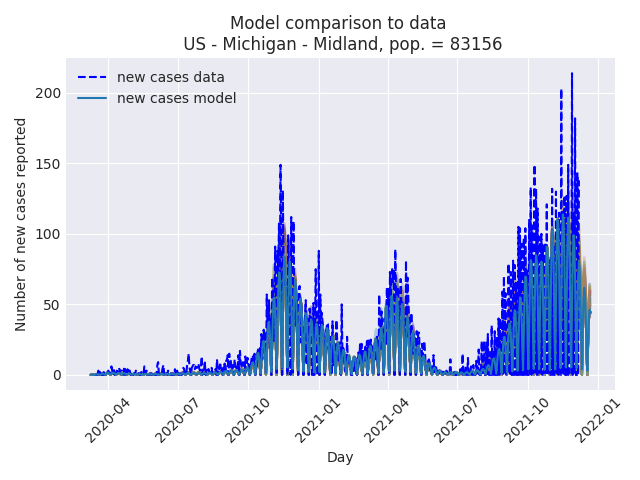 Model comparison to data
US - Michigan - Midland, pop. = 83156
new cases data
new cases model
Number of new cases reported
200
150
100
50
0
2020-04
2020-07
2020-10
2021-01
2021-04
2021-07
2021-10
2022-01
Day